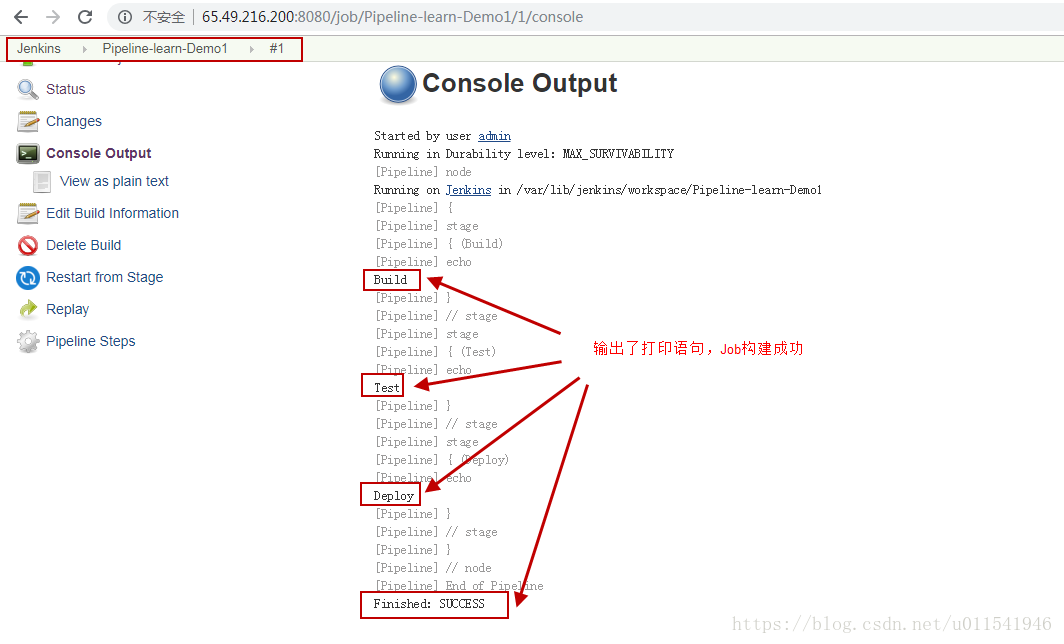 不安全 65.49.216.200:8080/job/Pipeline-learn-Demo1/1/console
Jenkins Pipeline-learn-Demo1 #1
Status
Changes
Console Output
View as plain text
Edit Build Information
Delete Build
Restart from Stage
Replay
Pipeline Steps
Console Output
Started by user admin
Running in Durability level: MAX_SURVIVABILITY
[Pipeline] node
Running on Jenkins in /var/lib/jenkins/workspace/Pipeline-learn-Demo1
[Pipeline] {
[Pipeline] stage
[Pipeline] { (Build)
[Pipeline] echo
Build
[Pipeline] }
[Pipeline] // stage
[Pipeline] stage
[Pipeline] { (Test)
[Pipeline] echo
Test
[Pipeline] }
[Pipeline] // stage
[Pipeline] stage
[Pipeline] { (Deploy)
[Pipeline] echo
Deploy
[Pipeline] }
[Pipeline] // stage
[Pipeline] }
[Pipeline] // node
[Pipeline] End of Pipeline
Finished: SUCCESS
输出了打印语句，Job构建成功
https://blog.csdn.net/u011541946